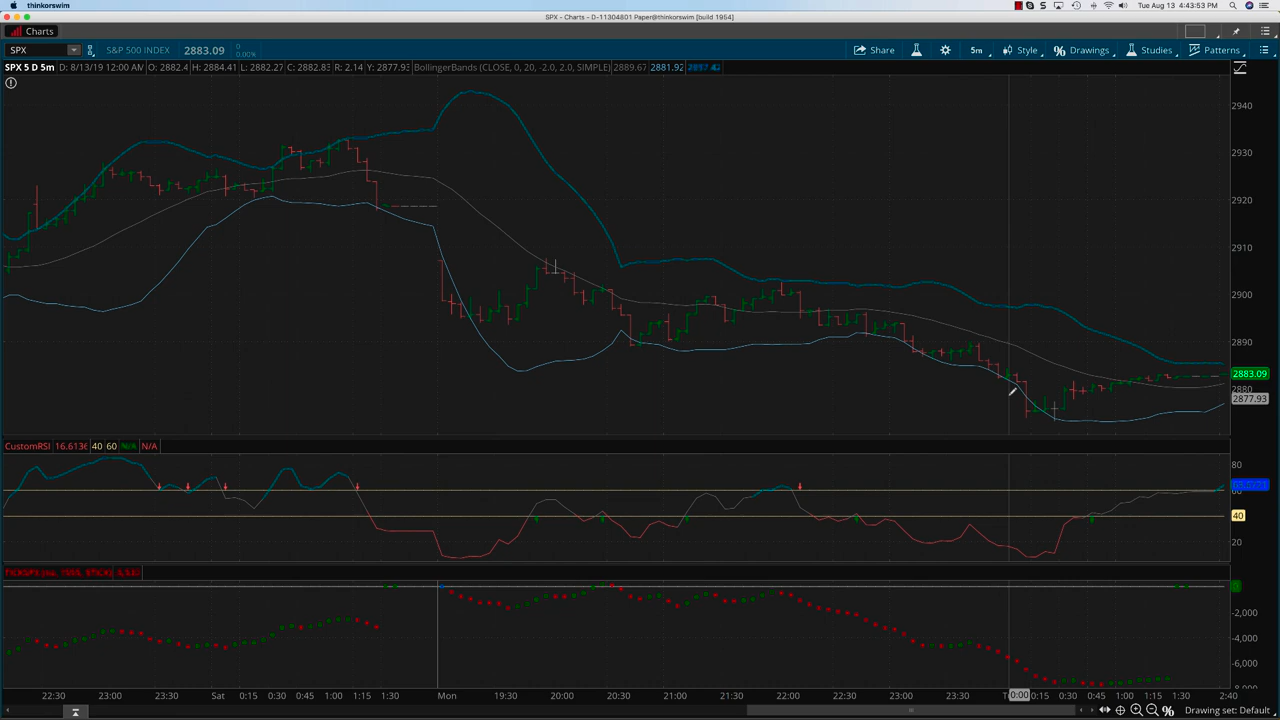 thinkorswim
Tue Aug 13 4:43:53 PM
SPX - Charts - D-11304801 Paper@thinkorswim [build 1954]
Charts
SPX S&P 500 INDEX 2883.09 0 0.00% Share 5m Style Drawings Studies Patterns
SPX 5 D 5m D: 8/13/19 12:00 AM O: 2882.4 H: 2884.41 L: 2882.27 C: 2882.83 R: 2.14 Y: 2877.93 BollingerBands (CLOSE, 0, 20, -2.0, 2.0, SIMPLE) 2889.67 2881.92
2940
2930
2920
2910
2900
2890
2883.09
2880
2877.93
CustomRSI 16.613 40 60 N/A N/A
80
60
40
20
0
-2,000
-4,000
-6,000
-8,000
22:30 23:00 23:30 Sat 0:15 0:30 0:45 1:00 1:15 1:30 Mon 19:30 20:00 20:30 21:00 21:30 22:00 22:30 23:00 23:30 0:00 0:15 0:30 0:45 1:00 1:15 1:30 2:40
Drawing set: Default